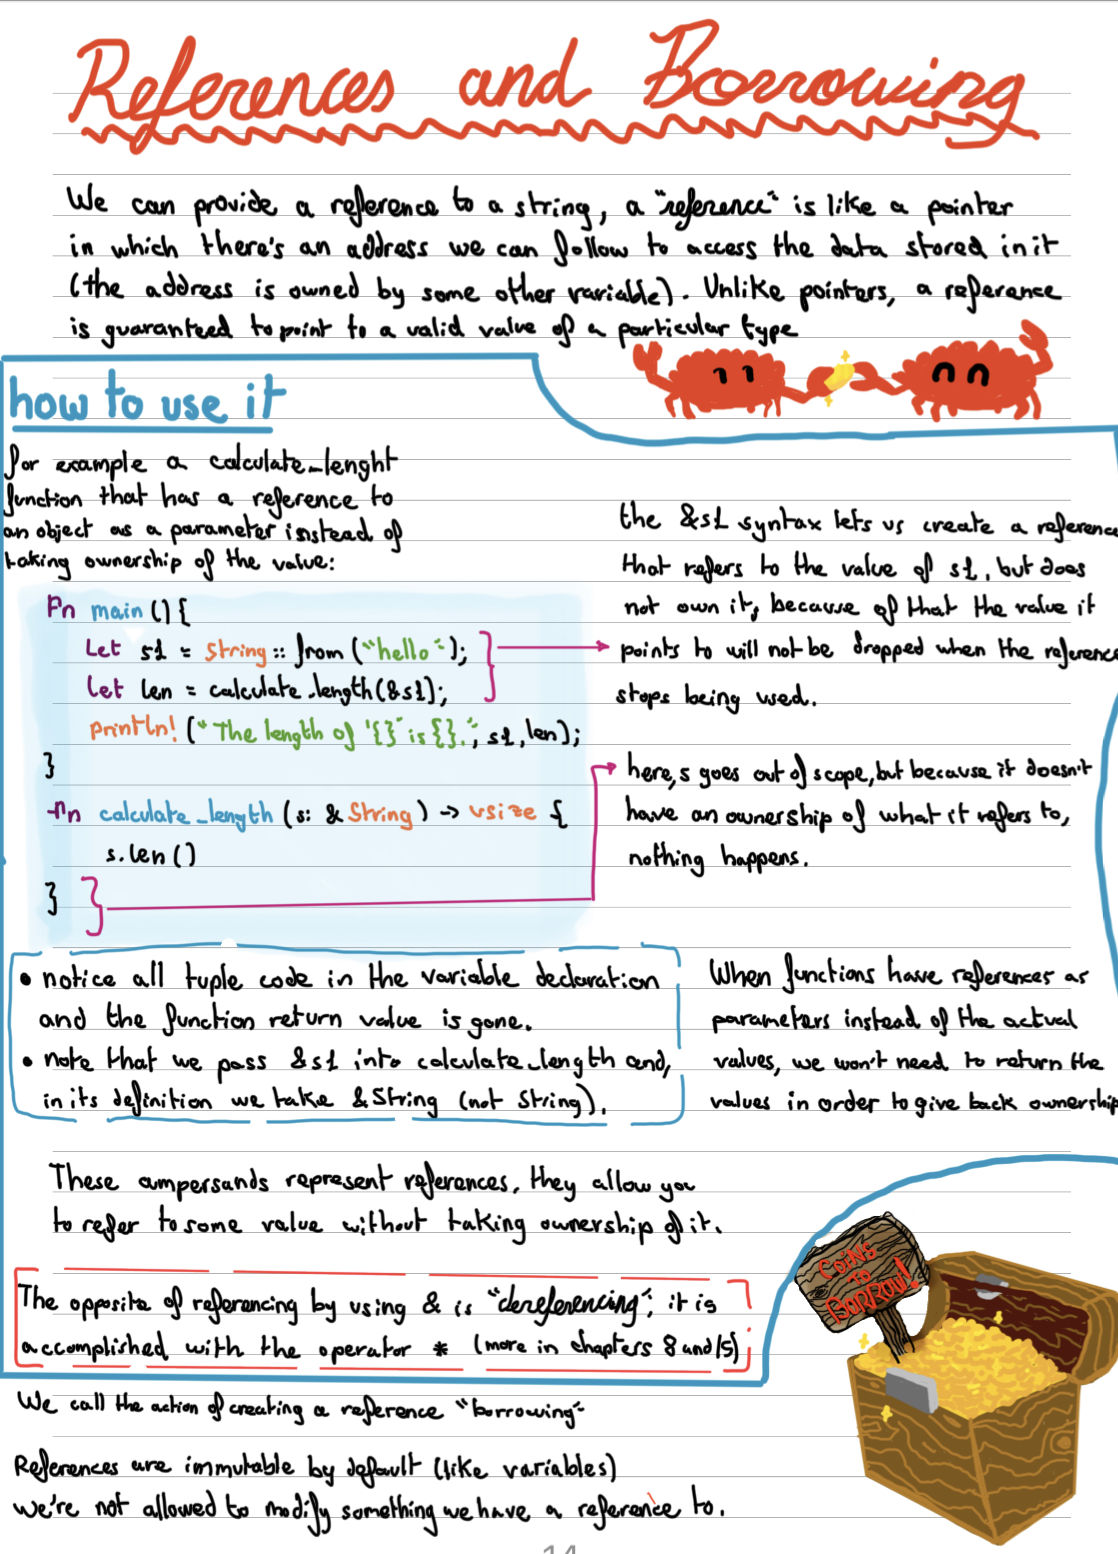 References and Borrowing
We can provide a reference to a string, a "reference" is like a pointer
in which there's an address we can follow to access the data stored in it
(the address is owned by some other variable). Unlike pointers, a reference
is guaranteed to point to a valid value of a particular type
how to use it
for example a calculate_lenght
function that has a reference to
an object as a parameter instead of
taking ownership of the value:
fn main () {
let s1 = String :: from ("hello");
let len = calculate_length(&s1);
println! ("The length of '{}' is {}.", s1, len);
}
fn calculate_length (s: & String) -> usize {
s.len ()
}
the &s1 syntax lets us create a reference
that refers to the value of s1, but does
not own it, because of that the value it
points to will not be dropped when the reference
stops being used.
here, s goes out of scope, but because it doesn't
have an ownership of what it refers to,
nothing happens.
• notice all tuple code in the variable declaration
and the function return value is gone.
• note that we pass &s1 into calculate_length and,
in its definition we take &String (not String).
When functions have references as
parameters instead of the actual
values, we won't need to return the
values in order to give back ownership
These ampersands represent references, they allow you
to refer to some value without taking ownership of it.
The opposite of referencing by using & is "dereferencing", it is
accomplished with the operator * (more in chapters 8 and 15)
COINS
TO
BORROW!
We call the action of creating a reference "borrowing"
References are immutable by default (like variables)
we're not allowed to modify something we have a reference to.
14